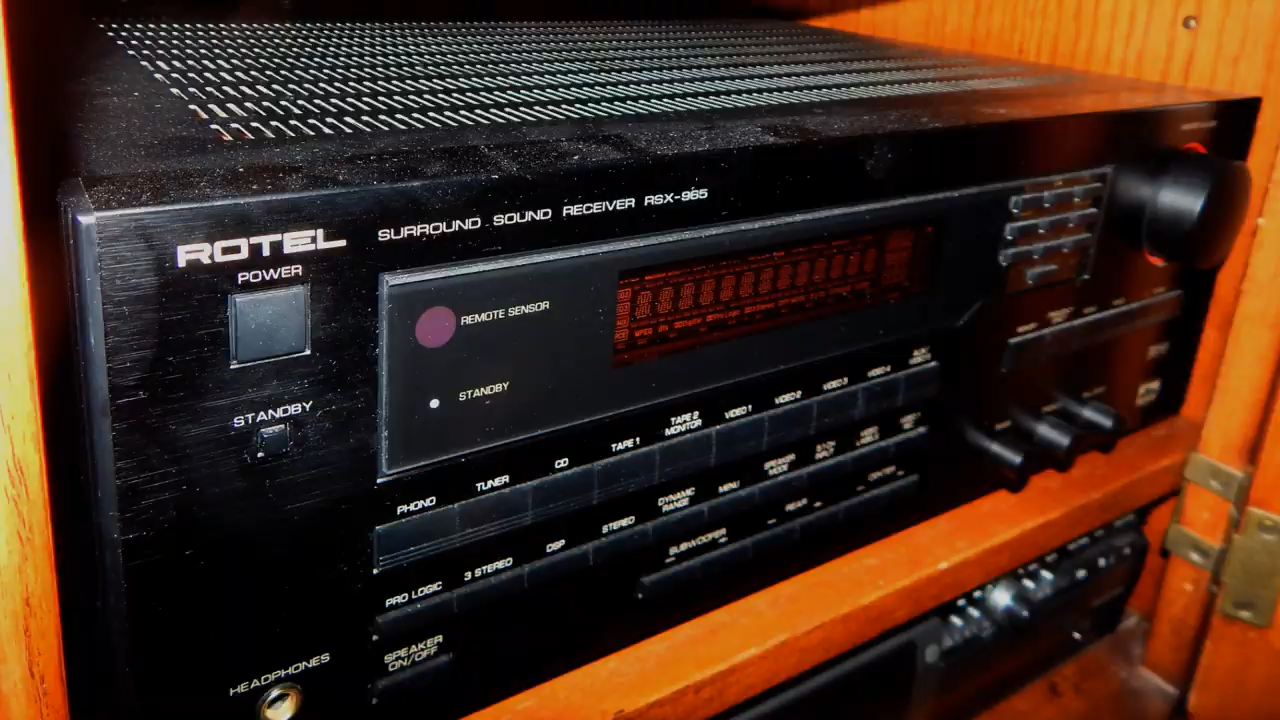 ROTEL
SURROUND SOUND RECEIVER RSX-965
POWER
REMOTE SENSOR
STANDBY
STANDBY
PHONO
TUNER
CD
TAPE 1
TAPE 2
MONITOR
VIDEO 1
VIDEO 2
VIDEO 3
VIDEO 4
PRO LOGIC
3 STEREO
DSP
STEREO
DYNAMIC
RANGE
MENU
SPEAKER
MODE
INPUT
SUBWOOFER
REAR
CENTER
SPEAKER
ON/OFF
HEADPHONES